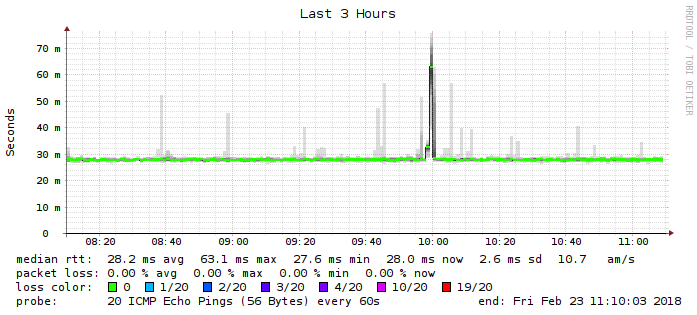 Last 3 Hours
RRDTOOL / TOBI OETIKER
Seconds
70 m
60 m
50 m
40 m
30 m
20 m
10 m
0
08:20 08:40 09:00 09:20 09:40 10:00 10:20 10:40 11:00
median rtt: 28.2 ms avg 63.1 ms max 27.6 ms min 28.0 ms now 2.6 ms sd 10.7 am/s
packet loss: 0.00 % avg 0.00 % max 0.00 % min 0.00 % now
loss color: 0 1/20 2/20 3/20 4/20 10/20 19/20
probe: 20 ICMP Echo Pings (56 Bytes) every 60s end: Fri Feb 23 11:10:03 2018